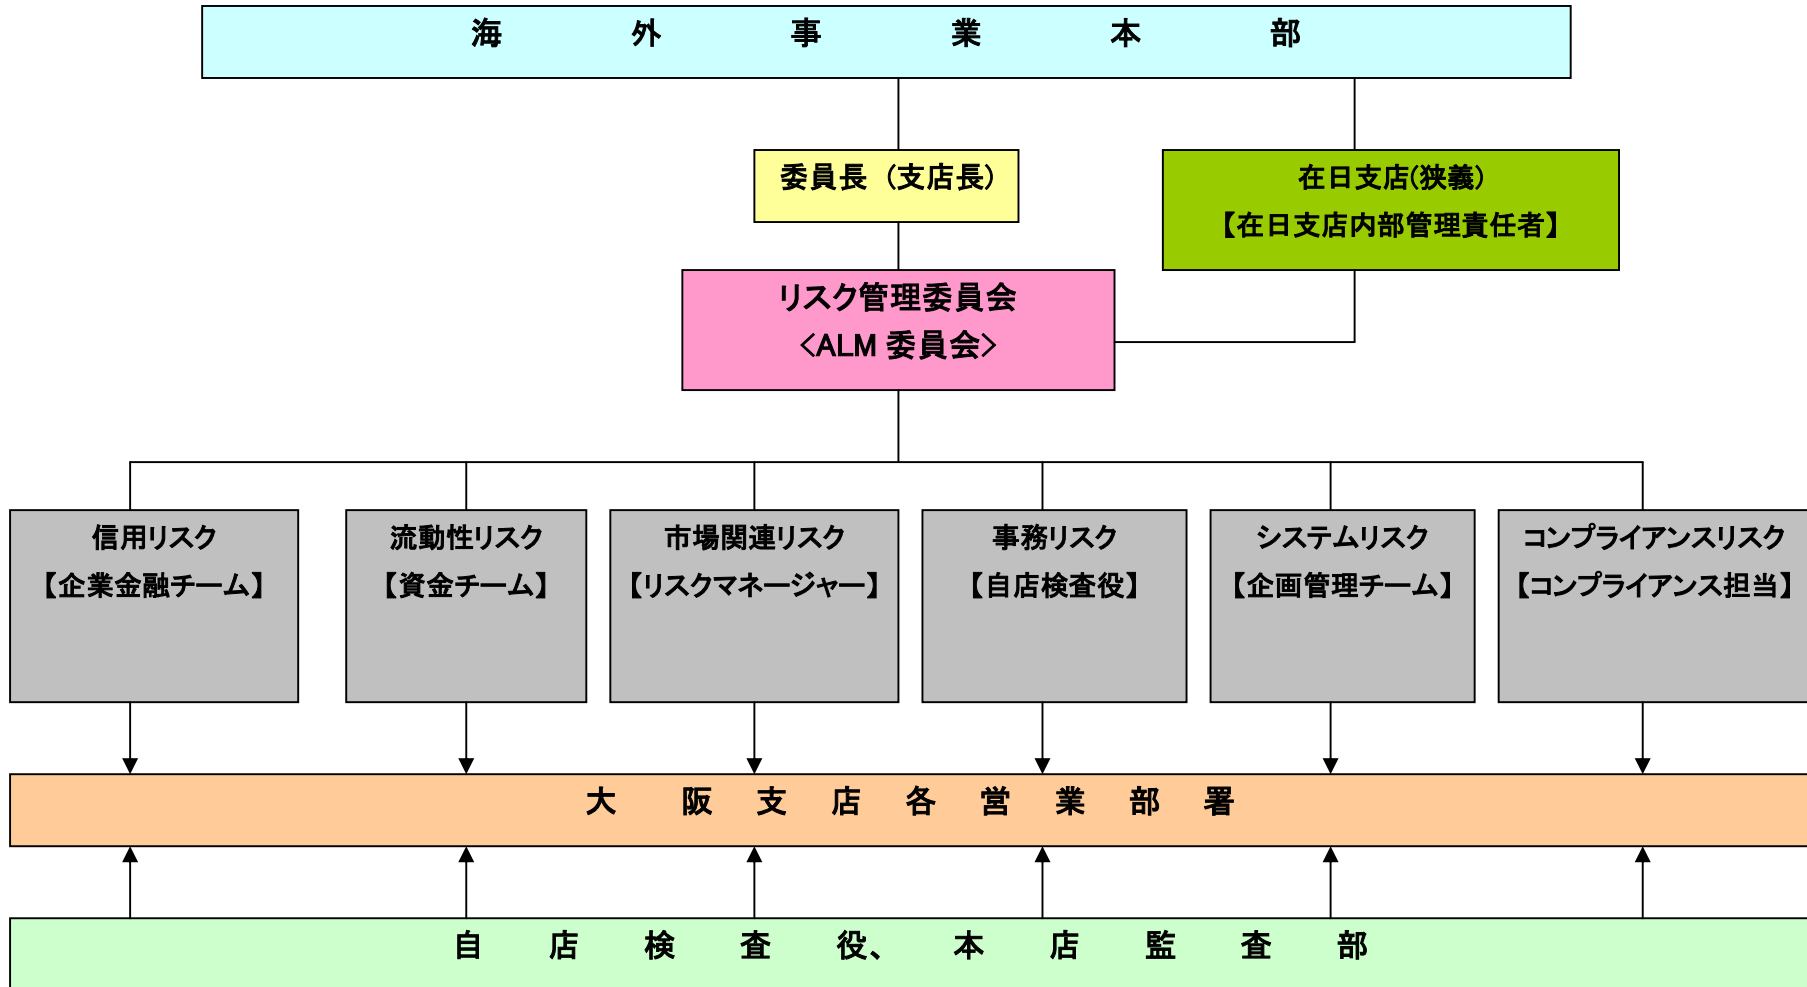 海外事業本部
委員長（支店長）
在日支店(狭義)
【在日支店内部管理責任者】
リスク管理委員会
<ALM 委員会>
信用リスク
【企業金融チーム】
流動性リスク
【資金チーム】
市場関連リスク
【リスクマネージャー】
事務リスク
【自店検査役】
システムリスク
【企画管理チーム】
コンプライアンスリスク
【コンプライアンス担当】
大阪支店各営業部署
自店検査役、本店監査部